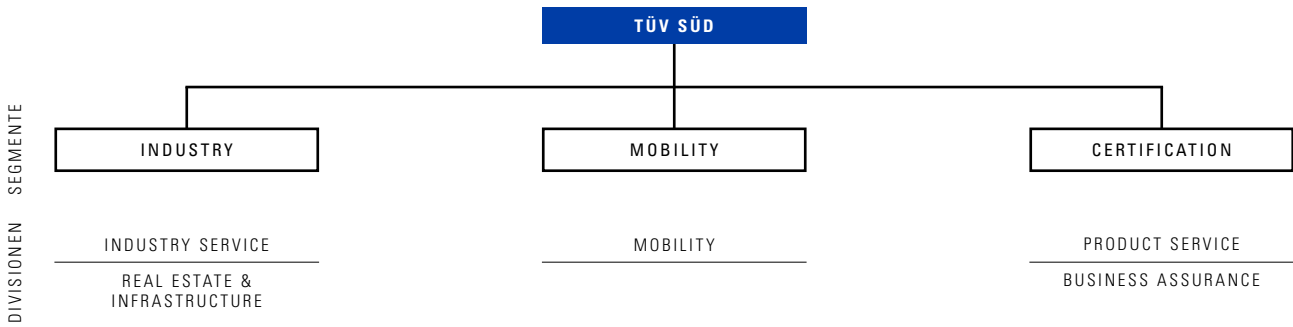 TÜV SÜD
SEGMENTE
INDUSTRY
MOBILITY
CERTIFICATION
DIVISIONEN
INDUSTRY SERVICE
MOBILITY
PRODUCT SERVICE
REAL ESTATE &
INFRASTRUCTURE
BUSINESS ASSURANCE